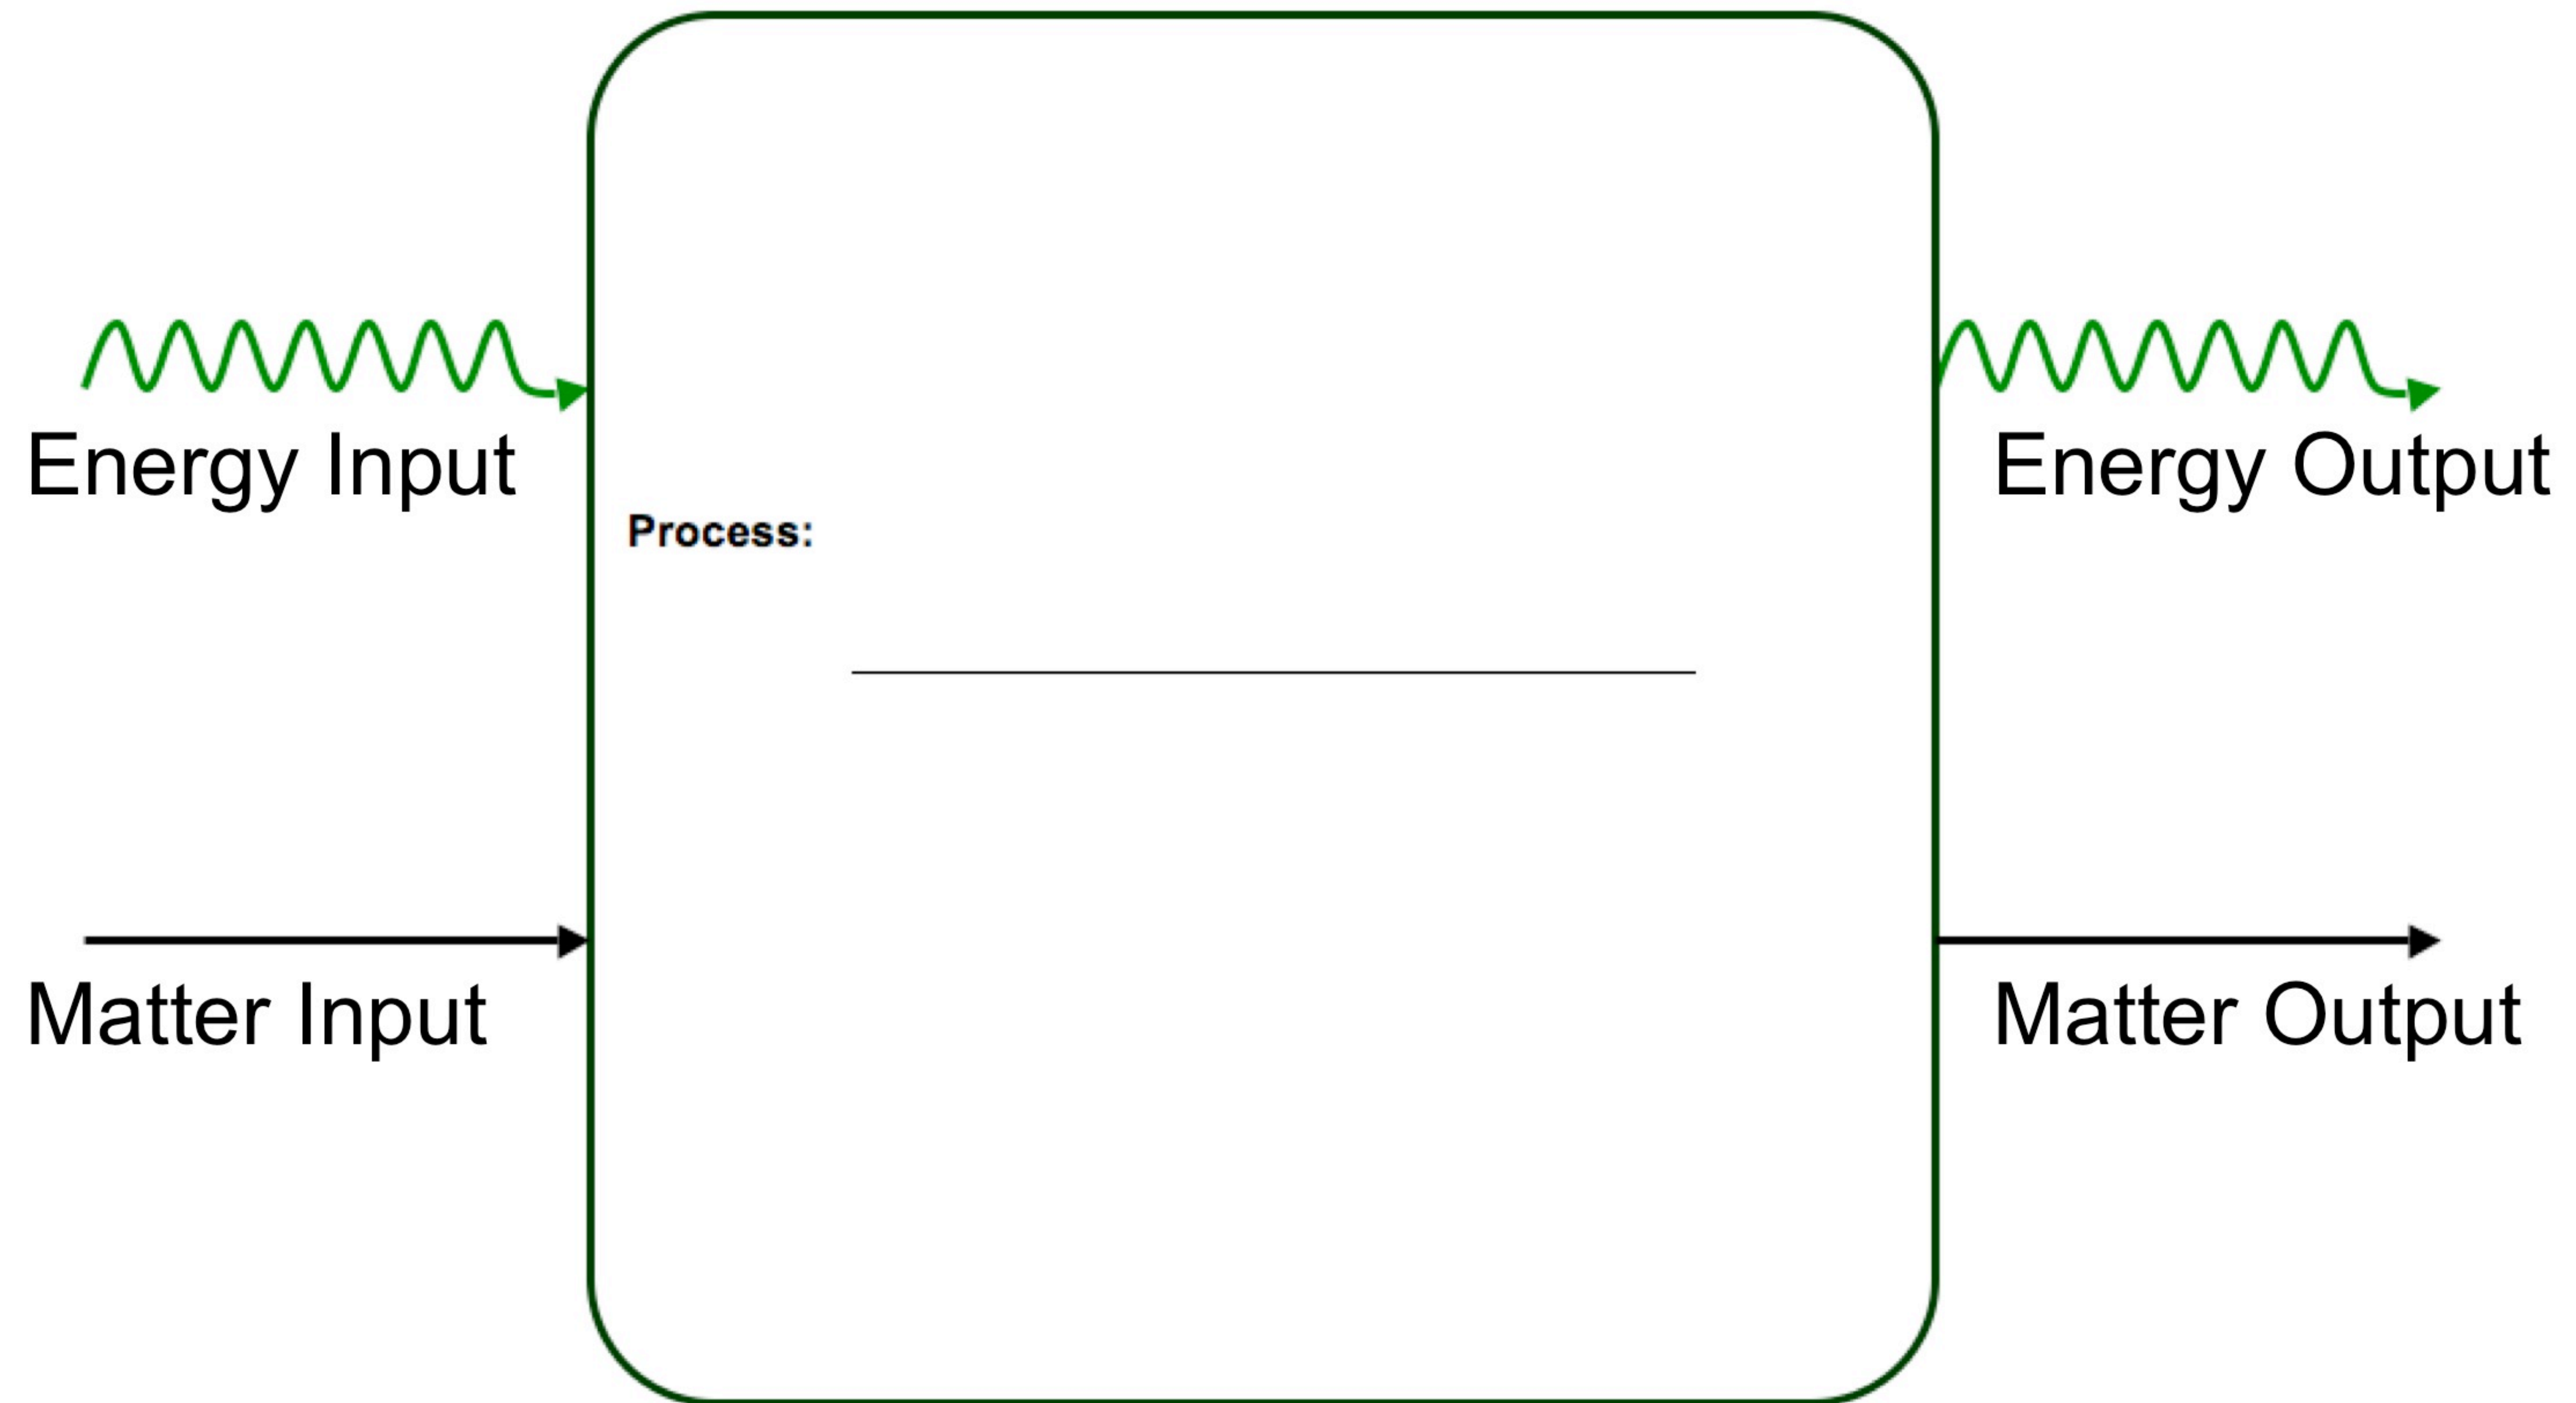 Energy Input
Energy Output
Process:
Matter Input
Matter Output